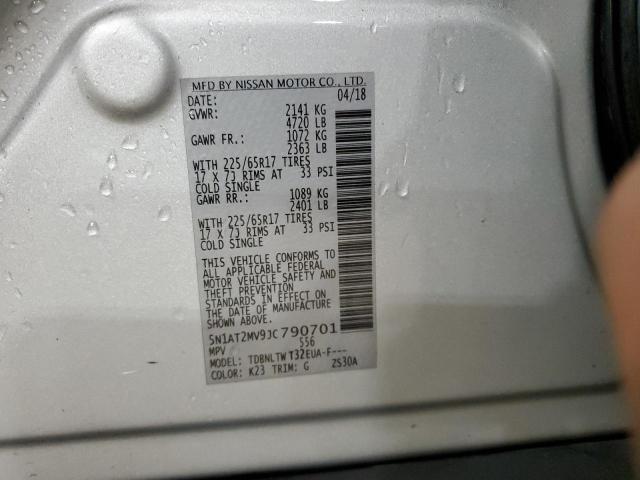 MFD BY NISSAN MOTOR CO., LTD.
DATE: 04/18
GVWR: 2141 KG
4720 LB
GAWR FR.: 1072 KG
2363 LB
WITH 225/65R17 TIRES
17 X 7J RIMS AT 33 PSI
COLD SINGLE
GAWR RR.: 1089 KG
2401 LB
WITH 225/65R17 TIRES
17 X 7J RIMS AT 33 PSI
COLD SINGLE
THIS VEHICLE CONFORMS TO
ALL APPLICABLE FEDERAL
MOTOR VEHICLE SAFETY AND
THEFT PREVENTION
STANDARDS IN EFFECT ON
THE DATE OF MANUFACTURE
SHOWN ABOVE.
5N1AT2MV9JC790701
MPV 556
MODEL: TDBNLTW T32EUA-F---
COLOR: K23 TRIM: G 2S30A